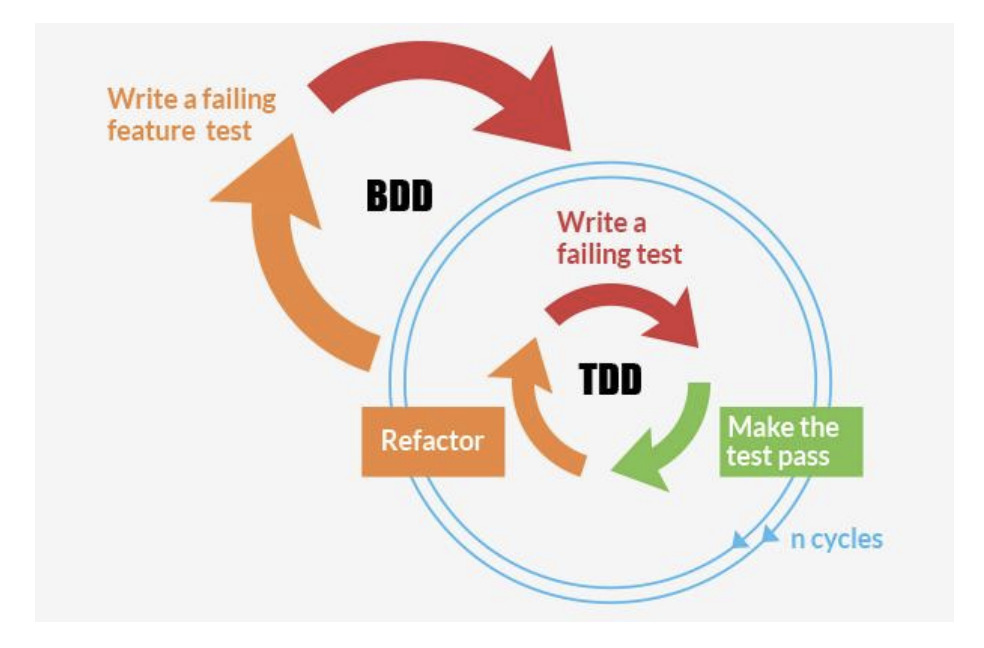 Write a failing
feature test
BDD
Write a
failing test
TDD
Refactor
Make the
test pass
n cycles